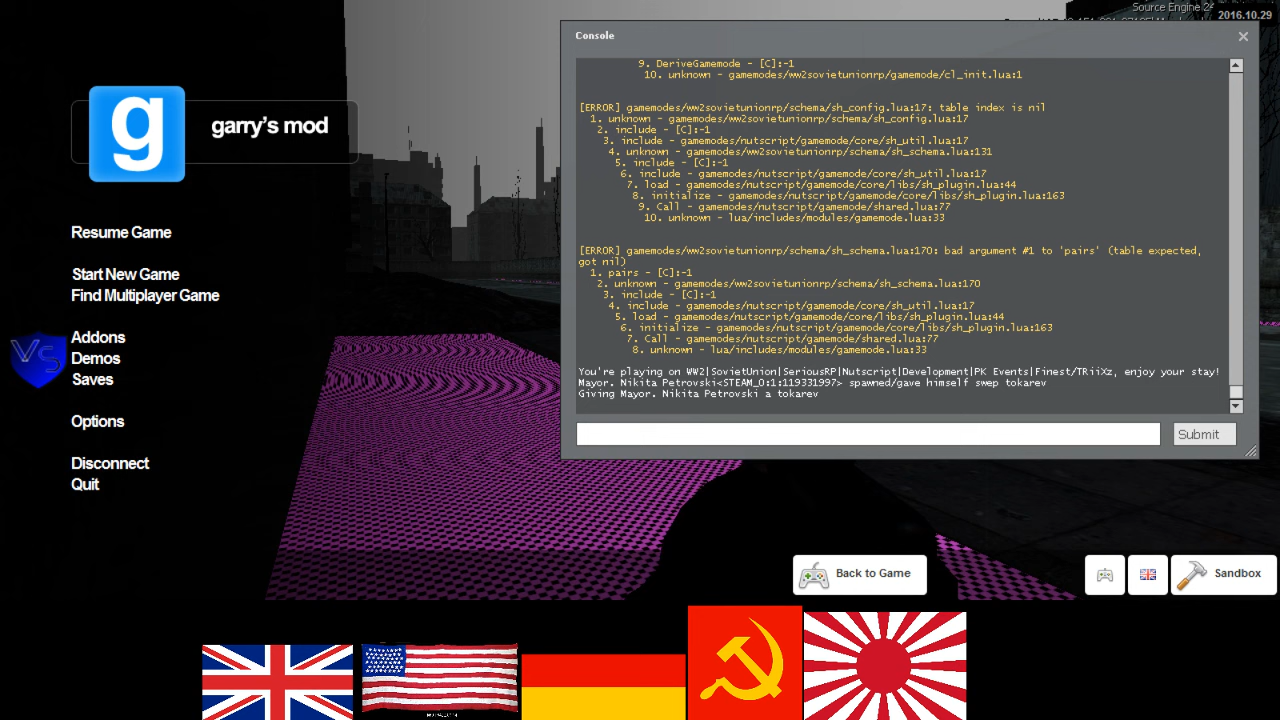 Source Engine 24
2016.10.29
Console
9. DeriveGamemode - [C]:-1
10. unknown - gamemodes/ww2sovietunionrp/gamemode/cl_init.lua:1
[ERROR] gamemodes/ww2sovietunionrp/schema/sh_config.lua:17: table index is nil
1. unknown - gamemodes/ww2sovietunionrp/schema/sh_config.lua:17
2. include - [C]:-1
3. include - gamemodes/nutscript/gamemode/core/sh_util.lua:17
4. unknown - gamemodes/ww2sovietunionrp/schema/sh_schema.lua:131
5. include - [C]:-1
6. include - gamemodes/nutscript/gamemode/core/sh_util.lua:17
7. load - gamemodes/nutscript/gamemode/core/libs/sh_plugin.lua:44
8. initialize - gamemodes/nutscript/gamemode/core/libs/sh_plugin.lua:163
9. Call - gamemodes/nutscript/gamemode/shared.lua:77
10. unknown - lua/includes/modules/gamemode.lua:33
[ERROR] gamemodes/ww2sovietunionrp/schema/sh_schema.lua:170: bad argument #1 to 'pairs' (table expected,
got nil)
1. pairs - [C]:-1
2. unknown - gamemodes/ww2sovietunionrp/schema/sh_schema.lua:170
3. include - [C]:-1
4. include - gamemodes/nutscript/gamemode/core/sh_util.lua:17
5. load - gamemodes/nutscript/gamemode/core/libs/sh_plugin.lua:44
6. initialize - gamemodes/nutscript/gamemode/core/libs/sh_plugin.lua:163
7. Call - gamemodes/nutscript/gamemode/shared.lua:77
8. unknown - lua/includes/modules/gamemode.lua:33
You're playing on WW2|SovietUnion|SeriousRP|Nutscript|Development|PK Events|Finest/TRiiXz, enjoy your stay!
Mayor. Nikita Petrovski<STEAM_0:1:119331997> spawned/gave himself swep tokarev
Giving Mayor. Nikita Petrovski a tokarev
Submit
g
garry's mod
Resume Game
Start New Game
Find Multiplayer Game
VS
Addons
Demos
Saves
Options
Disconnect
Quit
Back to Game
Sandbox